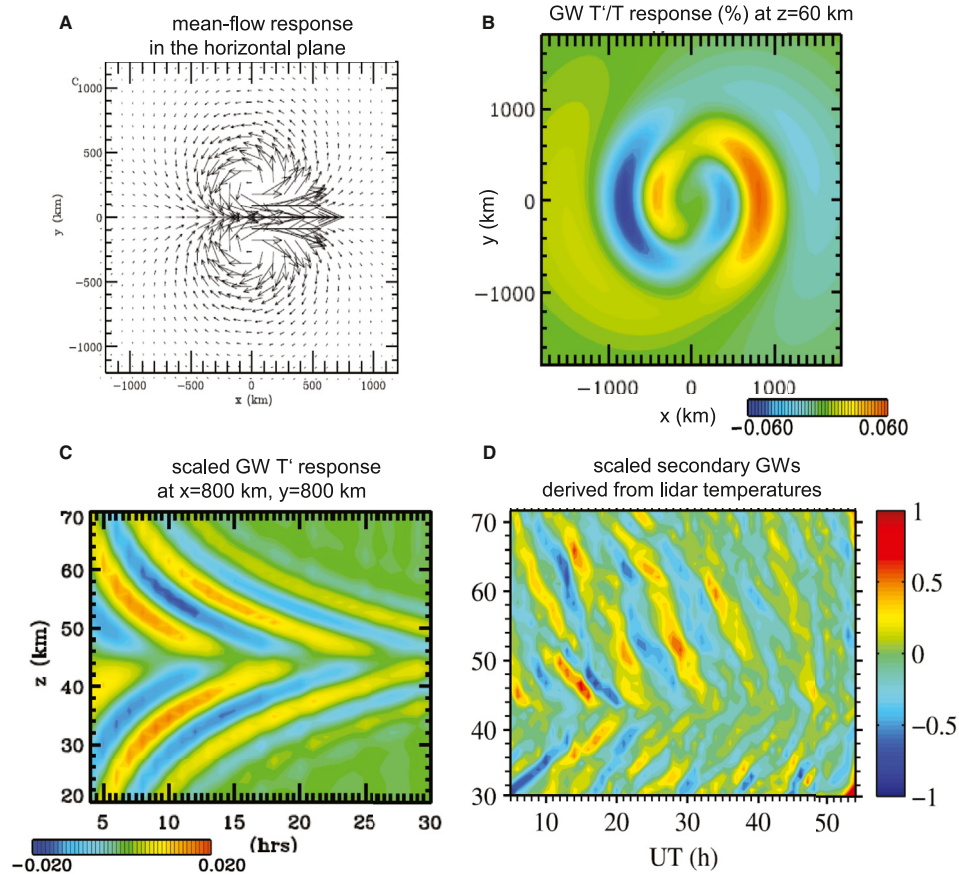 A
mean-flow response
in the horizontal plane
C
1000
500
0
-500
-1000
y (km)
-1000 -500 0 500 1000
x (km)
B
GW T'/T response (%) at z=60 km
1000
0
-1000
y (km)
-1000 0 1000
x (km)
-0.060 0.060
C
scaled GW T' response
at x=800 km, y=800 km
70
60
50
40
30
20
z (km)
5 10 15 20 25 30
(hrs)
-0.020 0.020
D
scaled secondary GWs
derived from lidar temperatures
70
60
50
40
30
10 20 30 40 50
UT (h)
1
0.5
0
-0.5
-1